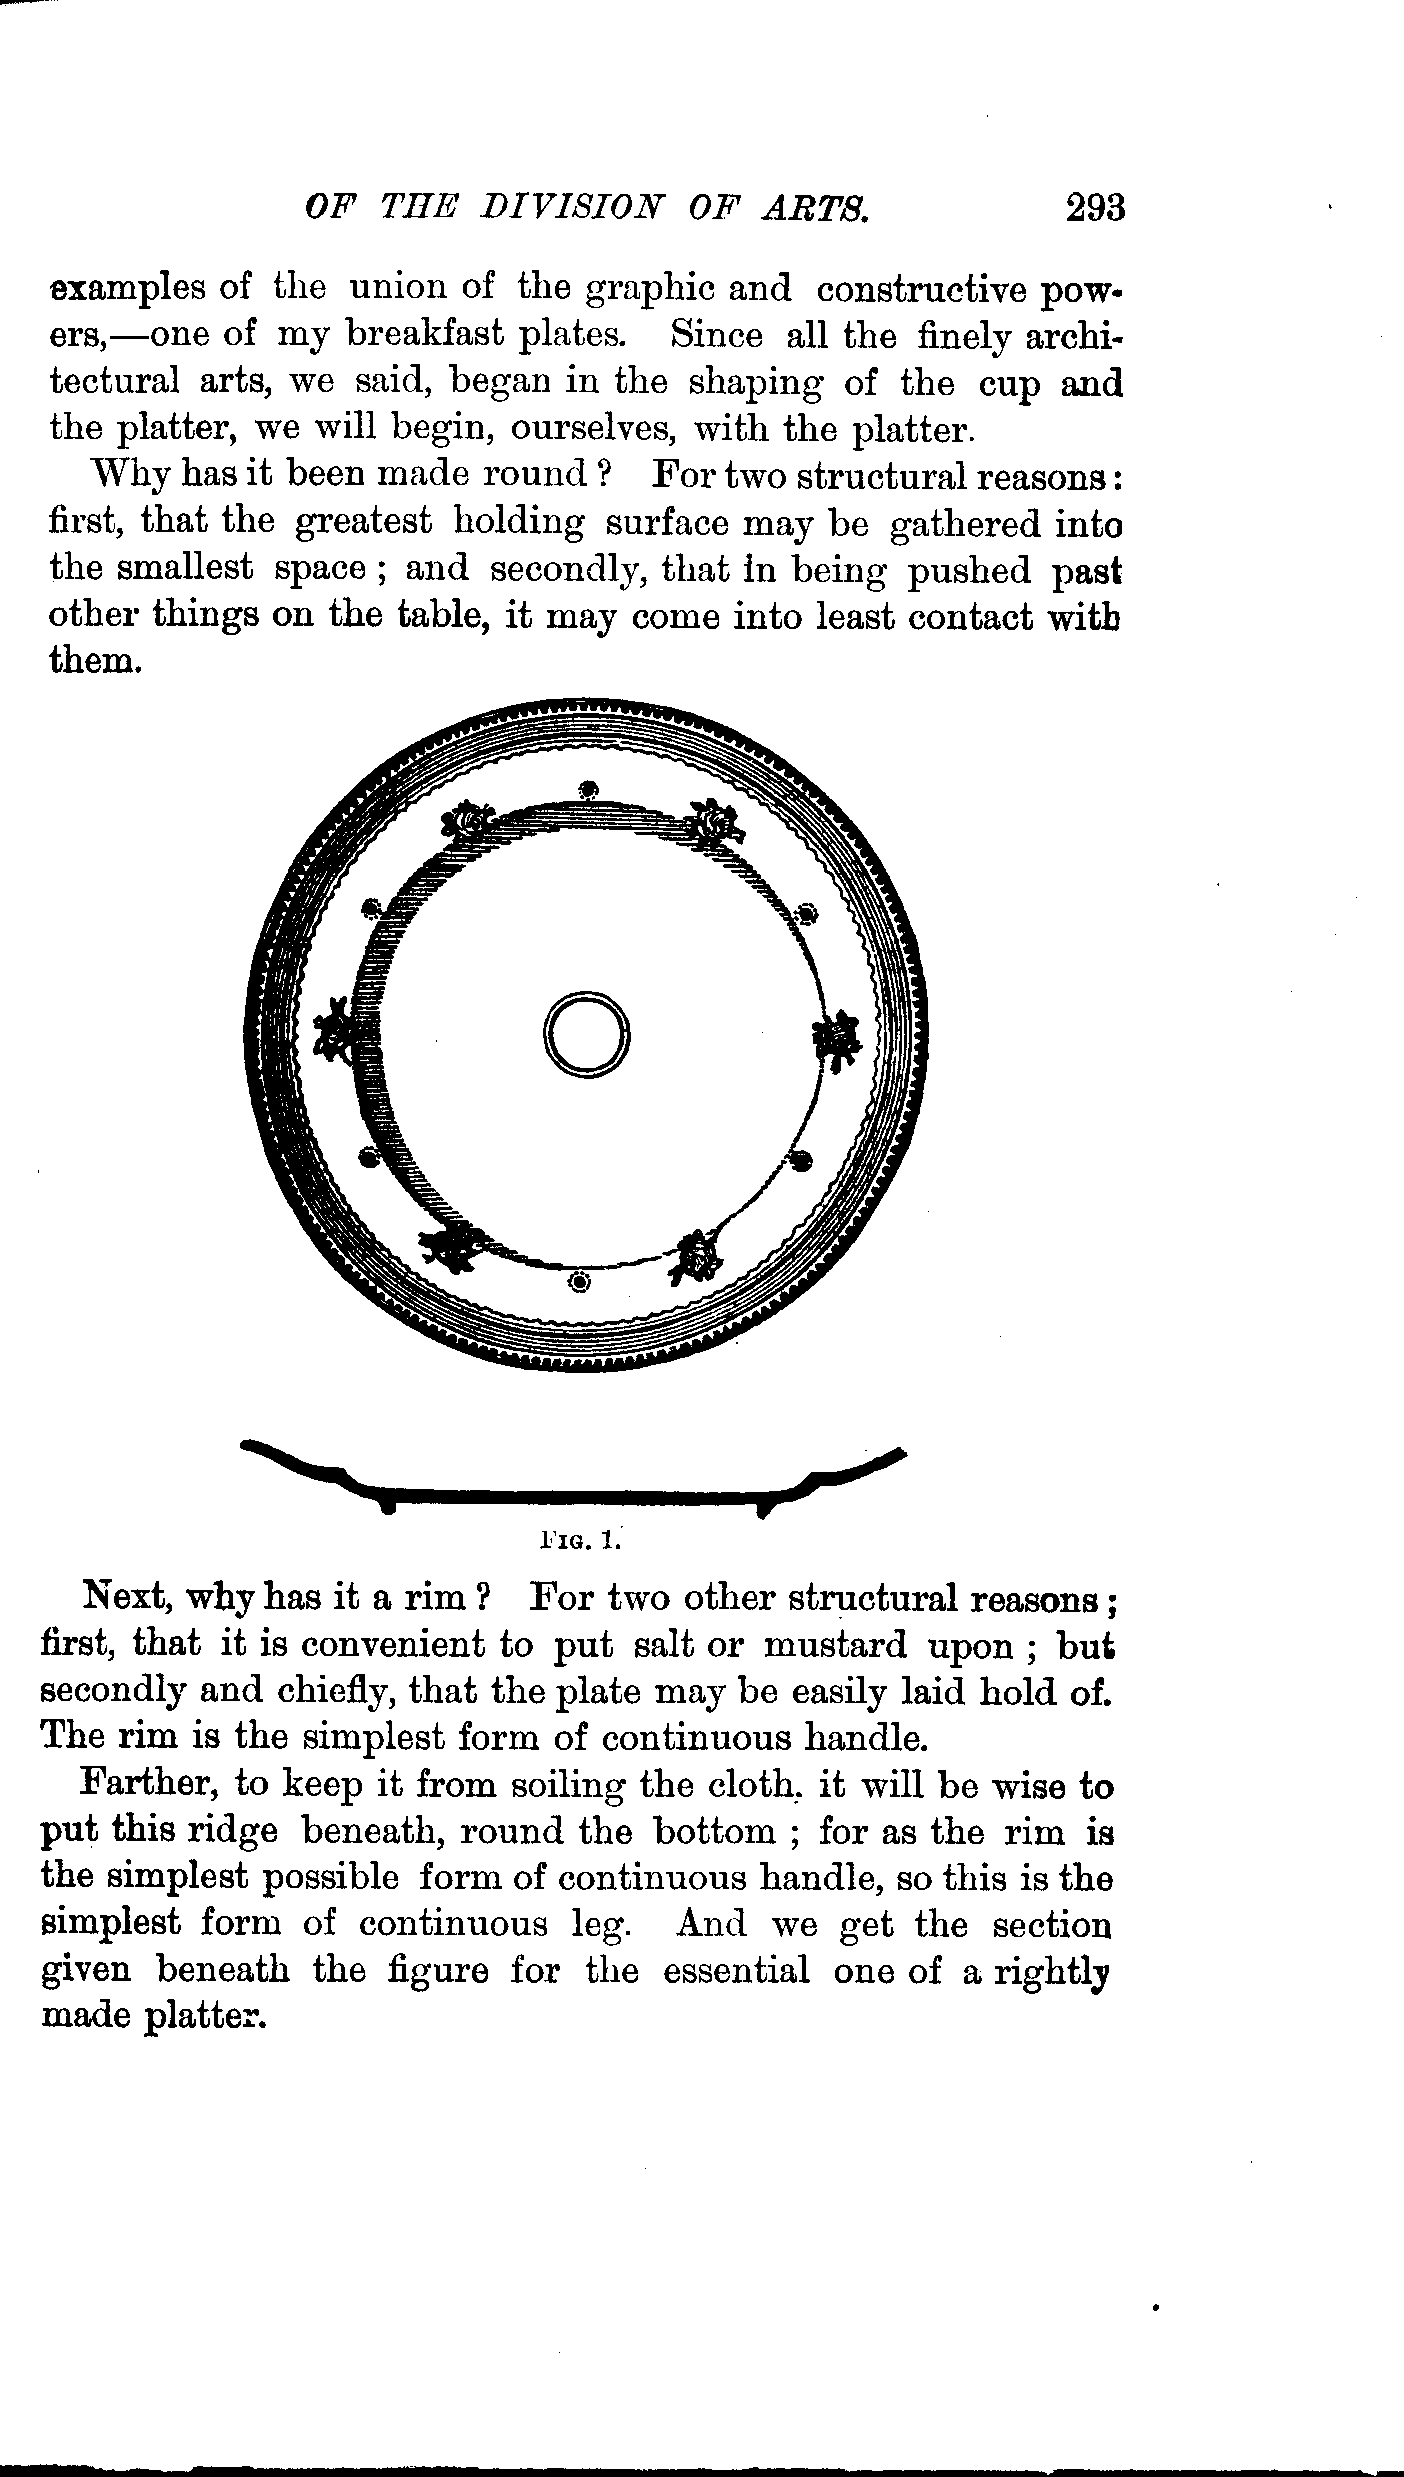 OF THE DIVISION OF ARTS. 293
examples of the union of the graphic and constructive pow-
ers,—one of my breakfast plates. Since all the finely archi-
tectural arts, we said, began in the shaping of the cup and
the platter, we will begin, ourselves, with the platter.
Why has it been made round ? For two structural reasons:
first, that the greatest holding surface may be gathered into
the smallest space ; and secondly, that in being pushed past
other things on the table, it may come into least contact with
them.
FIG. 1.
Next, why has it a rim ? For two other structural reasons ;
first, that it is convenient to put salt or mustard upon ; but
secondly and chiefly, that the plate may be easily laid hold of.
The rim is the simplest form of continuous handle.
Farther, to keep it from soiling the cloth, it will be wise to
put this ridge beneath, round the bottom ; for as the rim is
the simplest possible form of continuous handle, so this is the
simplest form of continuous leg. And we get the section
given beneath the figure for the essential one of a rightly
made platter.